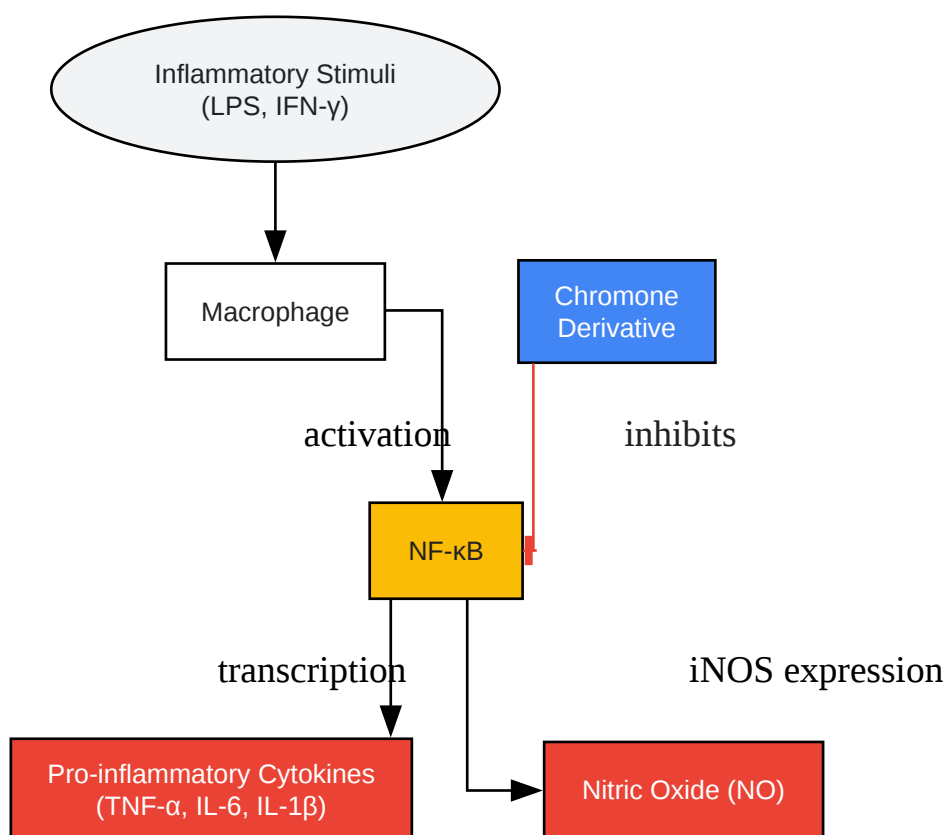 Inflammatory Stimuli
(LPS, IFN-γ)
Macrophage
Chromone
Derivative
activation
inhibits
NF-κB
transcription
iNOS expression
Pro-inflammatory Cytokines
(TNF-α, IL-6, IL-1β)
Nitric Oxide (NO)